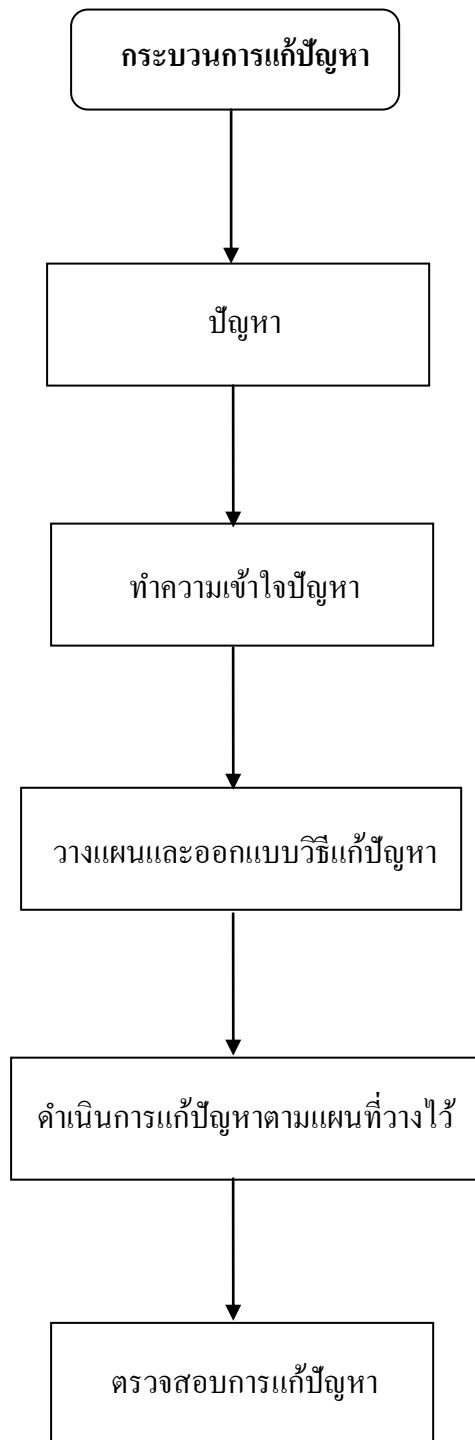 กระบวนการแก้ปัญหา
ปัญหา
ทำความเข้าใจปัญหา
วางแผนและออกแบบวิธีแก้ปัญหา
ดำเนินการแก้ปัญหาตามแผนที่วางไว้
ตรวจสอบการแก้ปัญหา